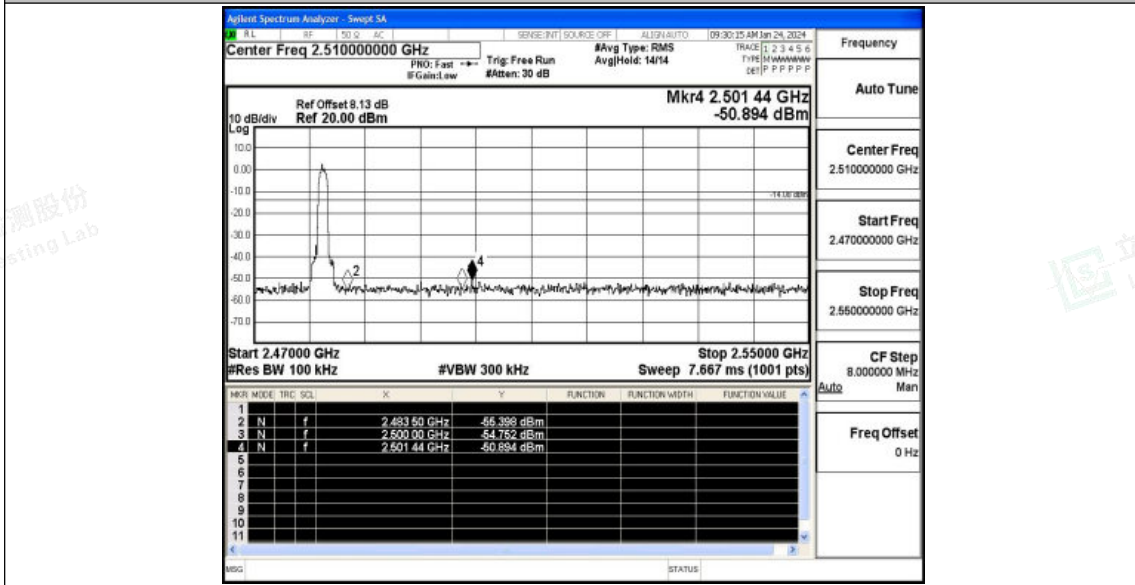 Agilent Spectrum Analyzer - Swept SA
RL RF 50 Ω AC SENSE:INT SOURCE OFF ALIGN AUTO 09:30:15 AM Jan 24, 2024
Center Freq 2.510000000 GHz
PNO: Fast
IFGain:Low
Trig: Free Run
#Atten: 30 dB
#Avg Type: RMS
Avg|Hold: 14/14
TRACE 1 2 3 4 5 6
TYPE M WWWWW
DET P P P P P P
Frequency
Auto Tune
Mkr4 2.501 44 GHz
-50.894 dBm
Ref Offset 8.13 dB
10 dB/div Ref 20.00 dBm
Log
10.0
0.00
-10.0
-14.00 dBm
-20.0
-30.0
-40.0
-50.0
-60.0
-70.0
2
4
Start 2.47000 GHz Stop 2.55000 GHz
#Res BW 100 kHz #VBW 300 kHz Sweep 7.667 ms (1001 pts)
Center Freq
2.510000000 GHz
Start Freq
2.470000000 GHz
Stop Freq
2.550000000 GHz
CF Step
8.000000 MHz
Auto Man
Freq Offset
0 Hz
MKR MODE TRC SCL X Y FUNCTION FUNCTION WIDTH FUNCTION VALUE
1
2 N f 2.483 50 GHz -55.398 dBm
3 N f 2.500 00 GHz -54.752 dBm
4 N f 2.501 44 GHz -50.894 dBm
5
6
7
8
9
10
11
MSG STATUS
测股份
esting Lab
立